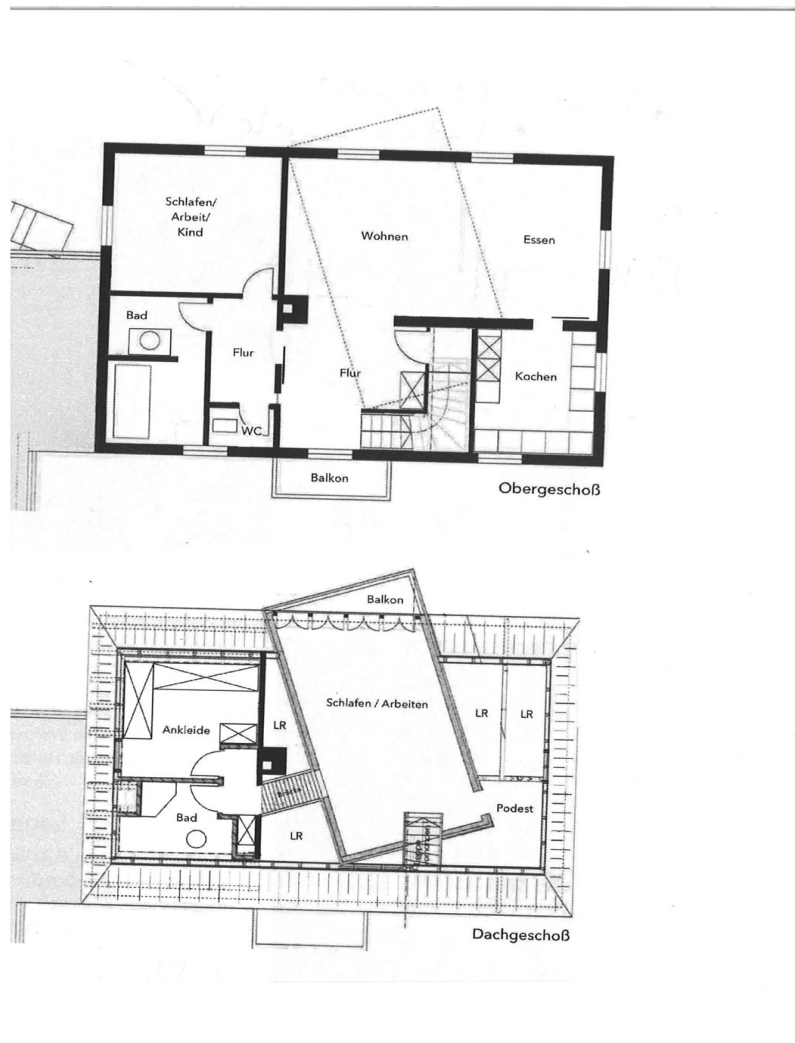 Schlafen/
Arbeit/
Kind
Wohnen
Essen
Bad
Flur
Flur
Kochen
WC
Balkon
Obergeschoß
Balkon
Schlafen / Arbeiten
LR
LR
LR
Ankleide
Brücke
Podest
Bad
LR
Dachgeschoß